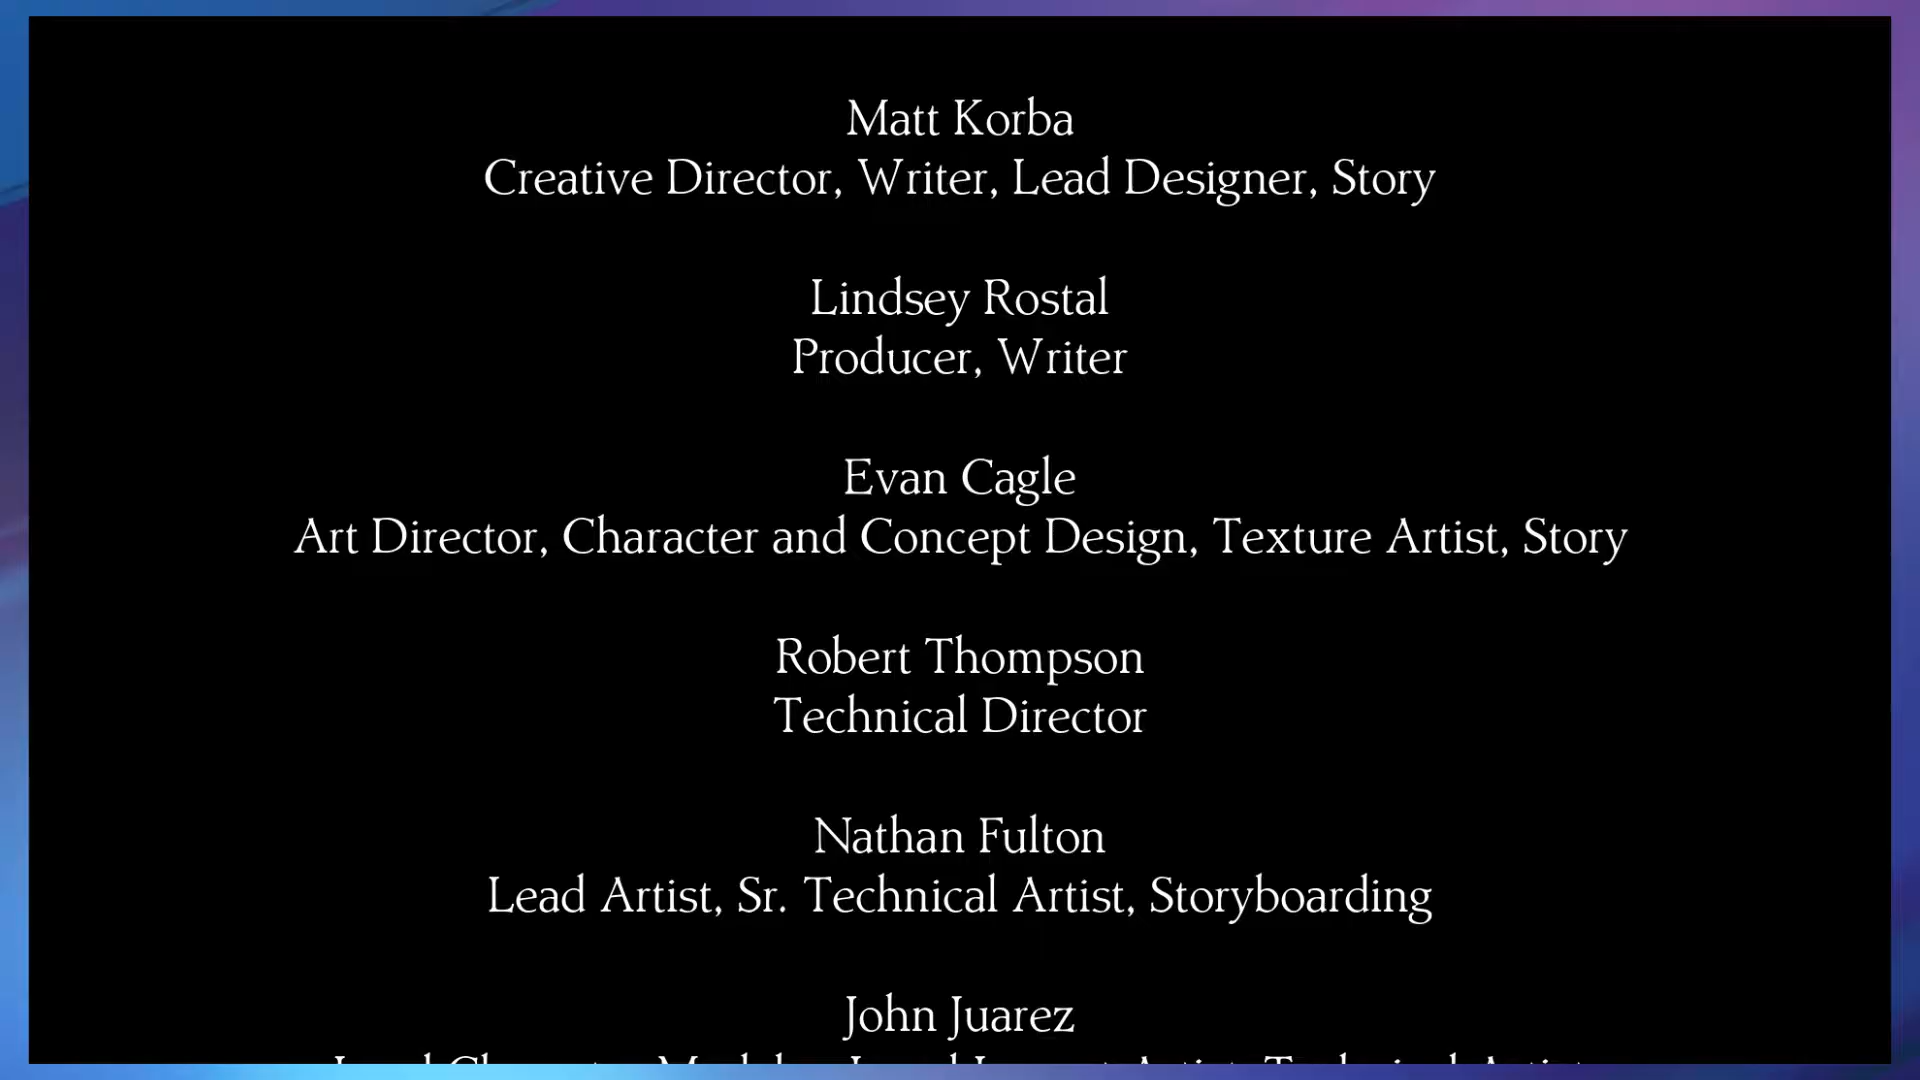 Matt Korba
Creative Director, Writer, Lead Designer, Story
Lindsey Rostal
Producer, Writer
Evan Cagle
Art Director, Character and Concept Design, Texture Artist, Story
Robert Thompson
Technical Director
Nathan Fulton
Lead Artist, Sr. Technical Artist, Storyboarding
John Juarez